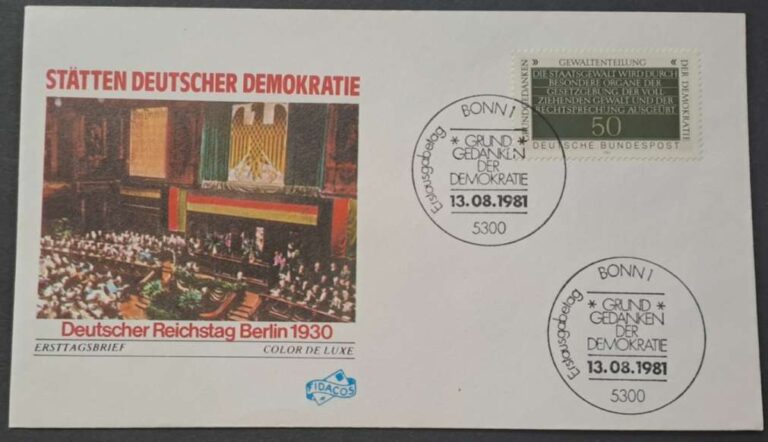 STÄTTEN DEUTSCHER DEMOKRATIE
Deutscher Reichstag Berlin 1930
ERSTTAGSBRIEF
COLOR DE LUXE
FIDACOS
GRUNDGEDANKEN
» GEWALTENTEILUNG «
DER DEMOKRATIE
DIE STAATSGEWALT WIRD DURCH
BESONDERE ORGANE DER
GESETZGEBUNG DER VOLL
ZIEHENDEN GEWALT UND DER
RECHTSPRECHUNG AUSGEÜBT
50
DEUTSCHE BUNDESPOST
BONN 1
Erstausgabetag
* GRUND *
GEDANKEN
DER
DEMOKRATIE
13.08.1981
5300
BONN 1
Erstausgabetag
* GRUND *
GEDANKEN
DER
DEMOKRATIE
13.08.1981
5300